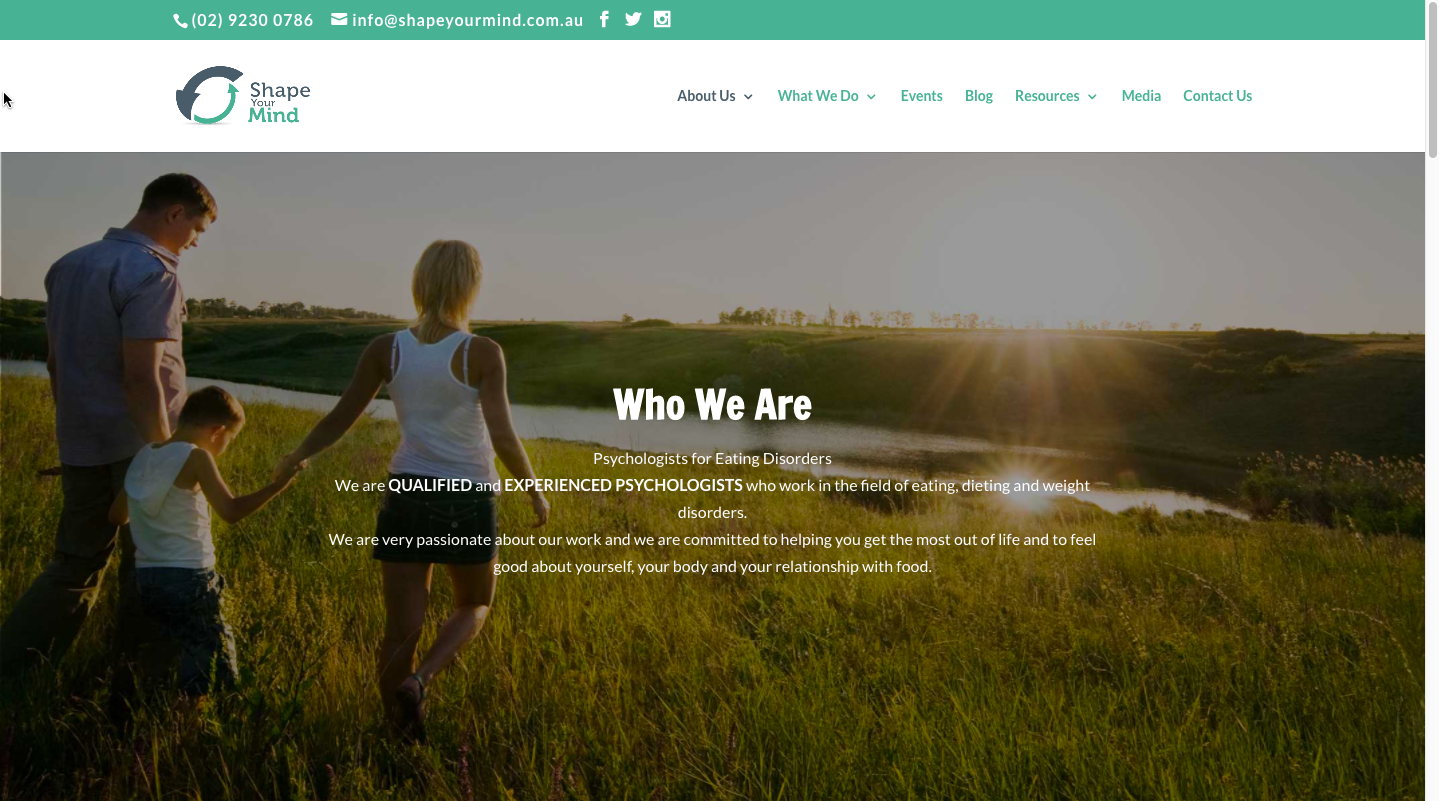 (02) 9230 0786 info@shapeyourmind.com.au
Shape
Your
Mind
About Us What We Do Events Blog Resources Media Contact Us
Who We Are
Psychologists for Eating Disorders
We are QUALIFIED and EXPERIENCED PSYCHOLOGISTS who work in the field of eating, dieting and weight
disorders.
We are very passionate about our work and we are committed to helping you get the most out of life and to feel
good about yourself, your body and your relationship with food.